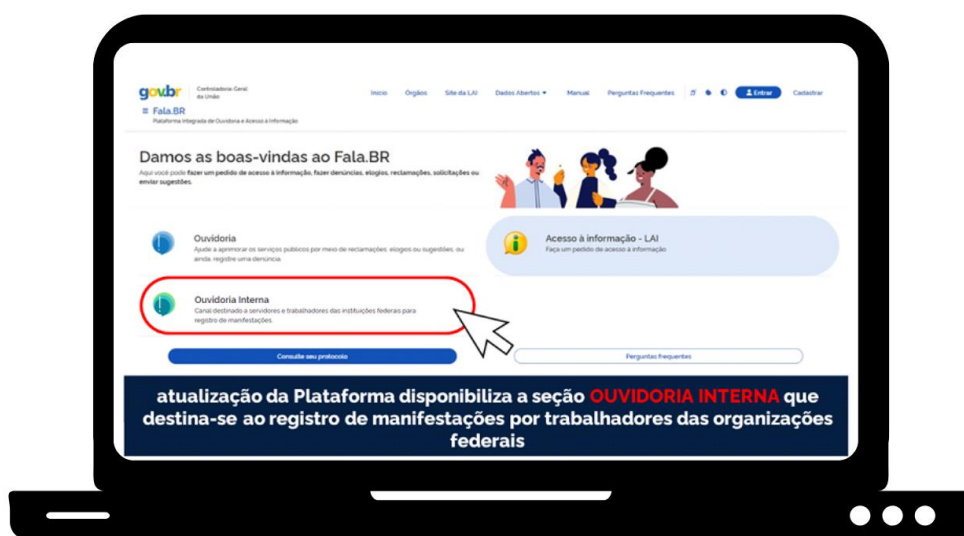 gov.br
Controladoria-Geral
da União
Início Órgãos Site da LAI Dados Abertos Manual Perguntas Frequentes Entrar Cadastrar
Fala.BR
Plataforma Integrada de Ouvidoria e Acesso à Informação
Damos as boas-vindas ao Fala.BR
Aqui você pode fazer um pedido de acesso à informação, fazer denúncias, elogios, reclamações, solicitações ou
enviar sugestões.
Ouvidoria
Ajude a aprimorar os serviços públicos por meio de reclamações, elogios ou sugestões, ou
ainda, registre uma denúncia.
Acesso à informação - LAI
Faça um pedido de acesso à informação
Ouvidoria Interna
Canal destinado a servidores e trabalhadores das instituições federais para
registro de manifestações.
Consulte seu protocolo
Perguntas frequentes
atualização da Plataforma disponibiliza a seção OUVIDORIA INTERNA que
destina-se ao registro de manifestações por trabalhadores das organizações
federais